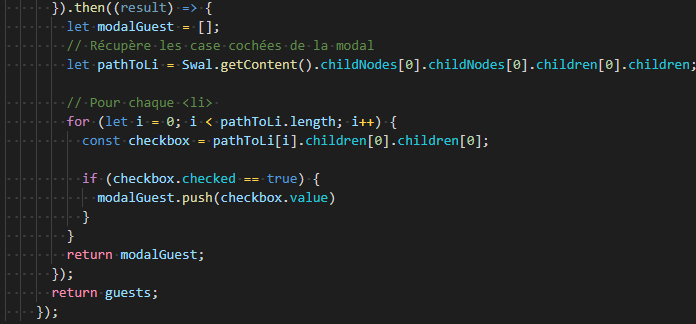 }).then((result) => {
let modalGuest = [];
// Récupère les case cochées de la modal
let pathToLi = Swal.getContent().childNodes[0].childNodes[0].children[0].children;
// Pour chaque <li>
for (let i = 0; i < pathToLi.length; i++) {
const checkbox = pathToLi[i].children[0].children[0];
if (checkbox.checked == true) {
modalGuest.push(checkbox.value)
}
}
return modalGuest;
});
return guests;
});